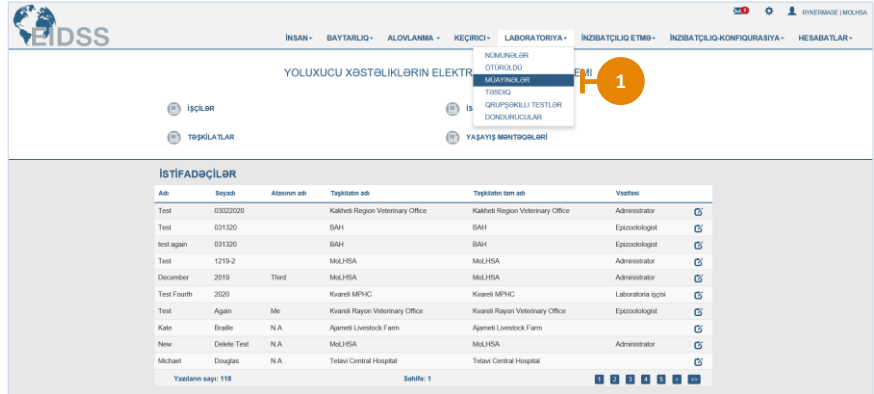 EIDSS
RYKERMASE | MOLHSA
İNSAN BAYTARLIQ ALOVLANMA KEÇİRİCİ LABORATORIYA İNZIBATÇILIQ ETMƏ İNZIBATÇILIQ-KONFIQURASIYA HESABATLAR
NÜMUNƏLƏR
ÖTÜRÜLDÜ
MÜAYINƏLƏR
TƏSDIQ
QRUPŞƏKILLI TESTLƏR
DONDURUCULAR
1
YOLUXUCU XƏSTƏLIKLƏRIN ELEKTR EMI
İŞÇİLƏR
İS
TƏŞKİLATLAR
YAŞAYIŞ MƏNTƏQƏLƏRİ
İSTİFADƏÇİLƏR
Adı Soyadı Atasının adı Təşkilatın adı Təşkilatın tam adı Vəzifəsi
Test 03022020 Kakheti Region Veterinary Office Kakheti Region Veterinary Office Administrator
Test 031320 BAH BAH Epizootologist
test again 031320 BAH BAH Epizootologist
Test 1219-2 MoLHSA MoLHSA Administrator
December 2019 Third MoLHSA MoLHSA Administrator
Test Fourth 2020 Kvareli MPHC Kvareli MPHC Laboratoria işçisi
Test Again Me Kvareli Rayon Veterinary Office Kvareli Rayon Veterinary Office Epizootologist
Kate Braille N.A Ajameti Livestock Farm Ajameti Livestock Farm
New Delete Test N.A MoLHSA MoLHSA Administrator
Michael Douglas N.A Telavi Central Hospital Telavi Central Hospital
Yazıların sayı: 118 Səhifə: 1 1 2 3 4 5 > >>